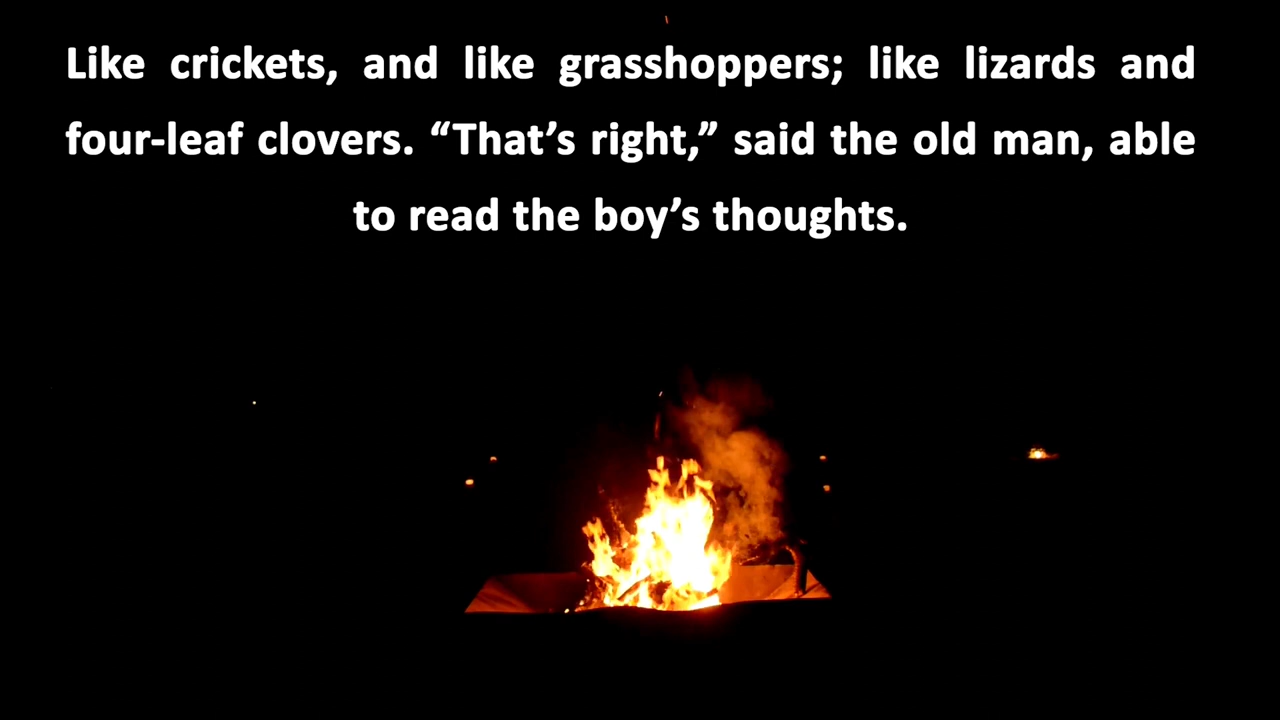 Like crickets, and like grasshoppers; like lizards and
four-leaf clovers. “That’s right,” said the old man, able
to read the boy’s thoughts.